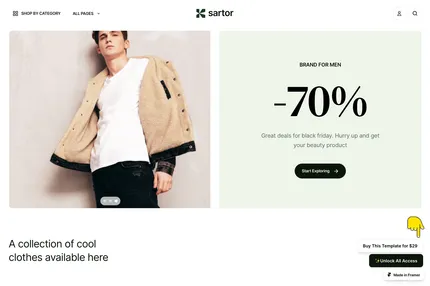 SHOP BY CATEGORY
ALL PAGES
sartor
BRAND FOR MEN
-70%
Great deals for black friday. Hurry up and get
your beauty product
Start Exploring
A collection of cool
clothes available here
Buy This Template for $29
Unlock All Access
Made in Framer